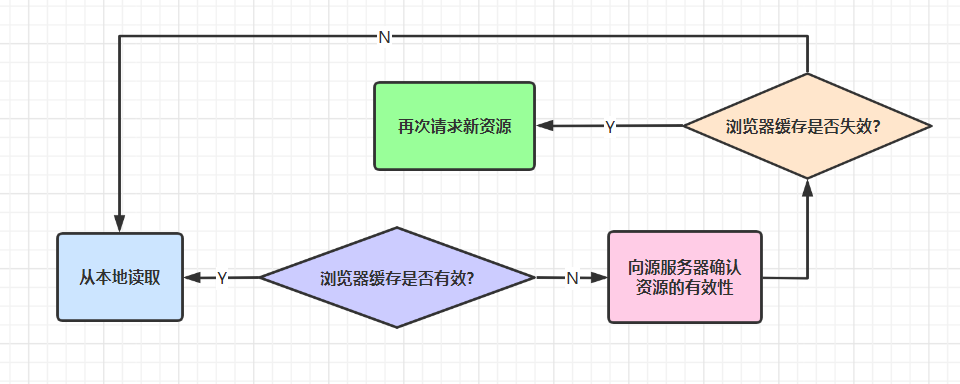 N
再次请求新资源
Y
浏览器缓存是否失效?
从本地读取
Y
浏览器缓存是否有效?
N
向源服务器确认
资源的有效性